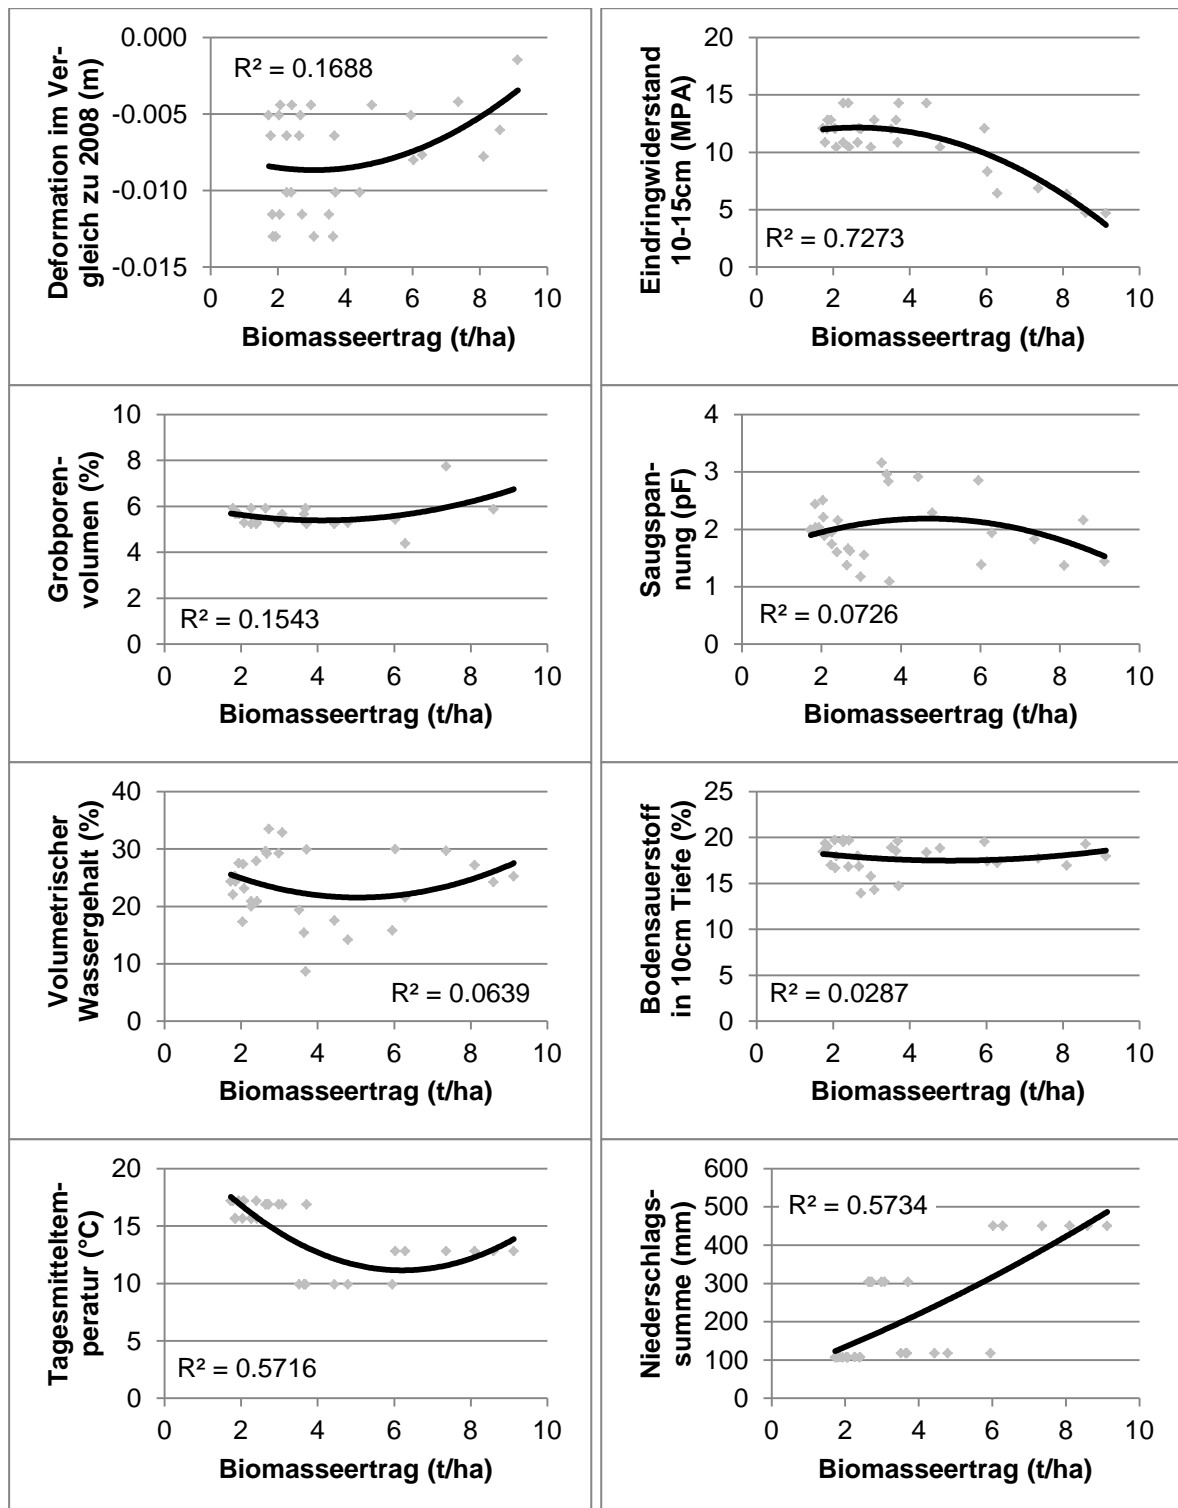 Deformation im Ver-
gleich zu 2008 (m)
0.000
-0.005
-0.010
-0.015
R² = 0.1688
0 2 4 6 8 10
Biomasseertrag (t/ha)
Eindringwiderstand
10-15cm (MPA)
20
15
10
5
0
R² = 0.7273
0 2 4 6 8 10
Biomasseertrag (t/ha)
Grobporen-
volumen (%)
10
8
6
4
2
0
R² = 0.1543
0 2 4 6 8 10
Biomasseertrag (t/ha)
Saugspan-
nung (pF)
4
3
2
1
0
R² = 0.0726
0 2 4 6 8 10
Biomasseertrag (t/ha)
Volumetrischer
Wassergehalt (%)
40
30
20
10
0
R² = 0.0639
0 2 4 6 8 10
Biomasseertrag (t/ha)
Bodensauerstoff
in 10cm Tiefe (%)
25
20
15
10
5
0
R² = 0.0287
0 2 4 6 8 10
Biomasseertrag (t/ha)
Tagesmitteltem-
peratur (°C)
20
15
10
5
0
R² = 0.5716
0 2 4 6 8 10
Biomasseertrag (t/ha)
Niederschlags-
summe (mm)
600
500
400
300
200
100
0
R² = 0.5734
0 2 4 6 8 10
Biomasseertrag (t/ha)